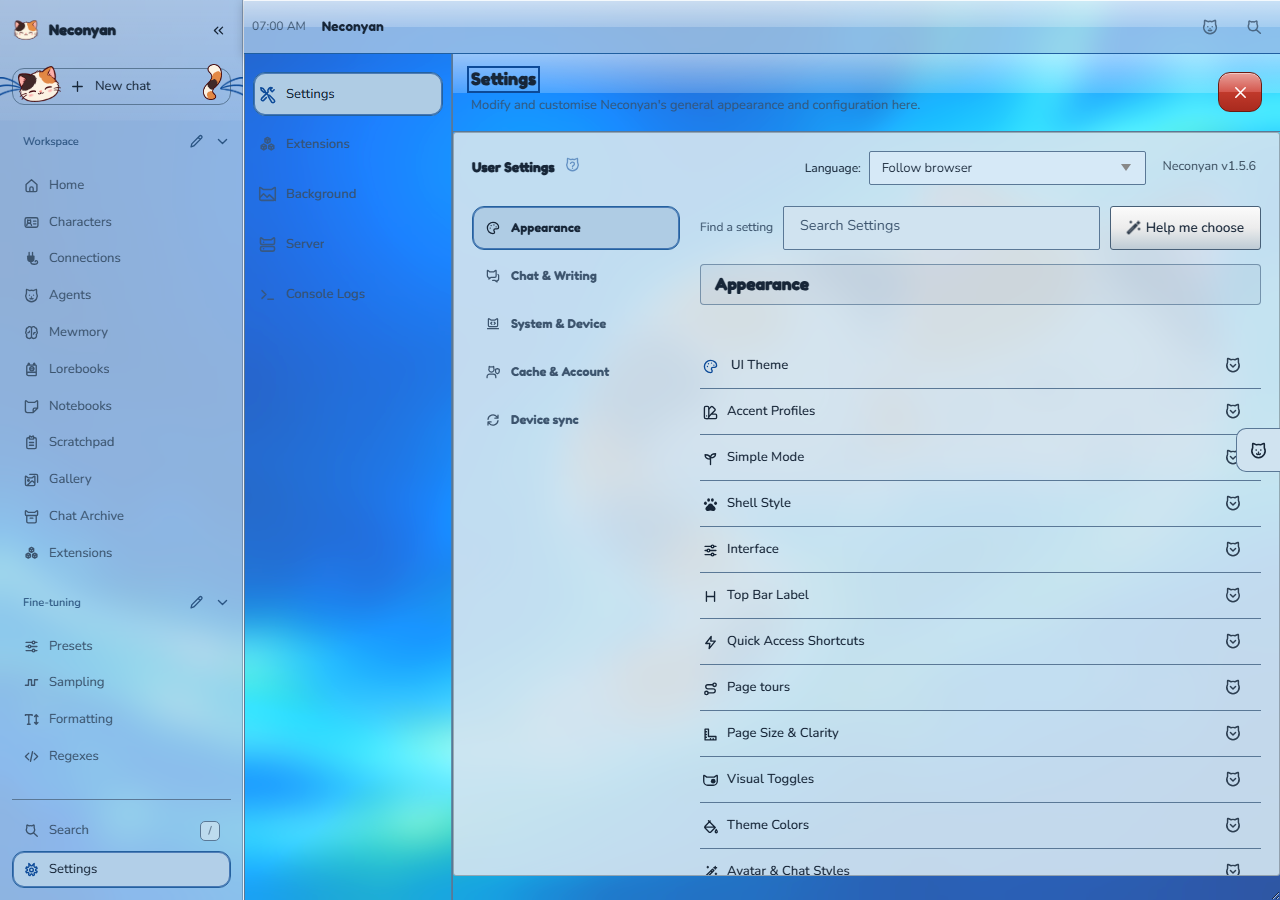 Neconyan
07:00 AM Neconyan
New chat
Workspace
Home
Characters
Connections
Agents
Mewmory
Lorebooks
Notebooks
Scratchpad
Gallery
Chat Archive
Extensions
Fine-tuning
Presets
Sampling
Formatting
Regexes
Search /
Settings
Settings
Extensions
Background
Server
Console Logs
Settings
Modify and customise Neconyan's general appearance and configuration here.
User Settings
Language: Follow browser Neconyan v1.5.6
Appearance
Chat & Writing
System & Device
Cache & Account
Device sync
Find a setting Search Settings Help me choose
Appearance
UI Theme
Accent Profiles
Simple Mode
Shell Style
Interface
Top Bar Label
Quick Access Shortcuts
Page tours
Page Size & Clarity
Visual Toggles
Theme Colors
Avatar & Chat Styles